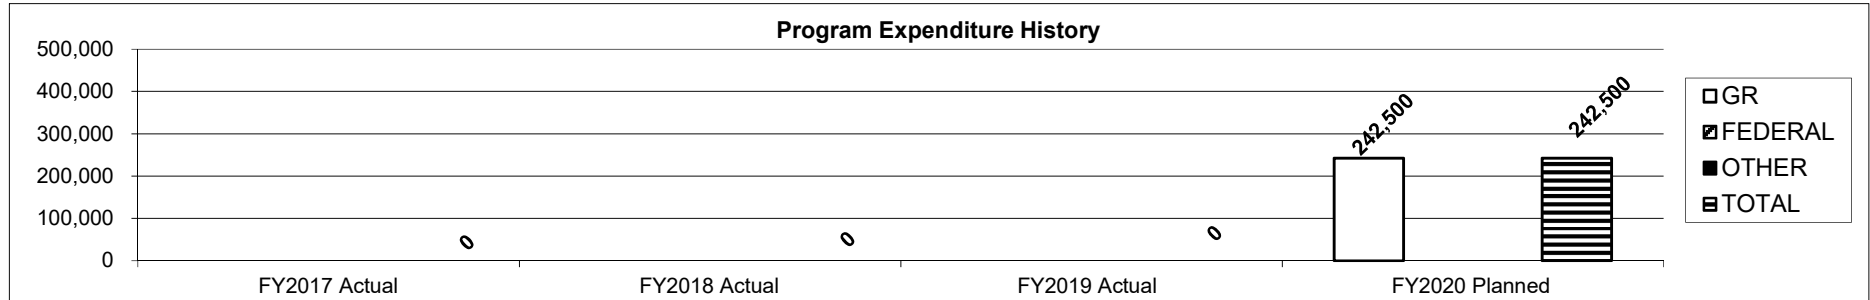 Program Expenditure History
500,000
400,000
300,000
200,000
100,000
0
0
0
0
242,500
242,500
FY2017 Actual
FY2018 Actual
FY2019 Actual
FY2020 Planned
GR
FEDERAL
OTHER
TOTAL